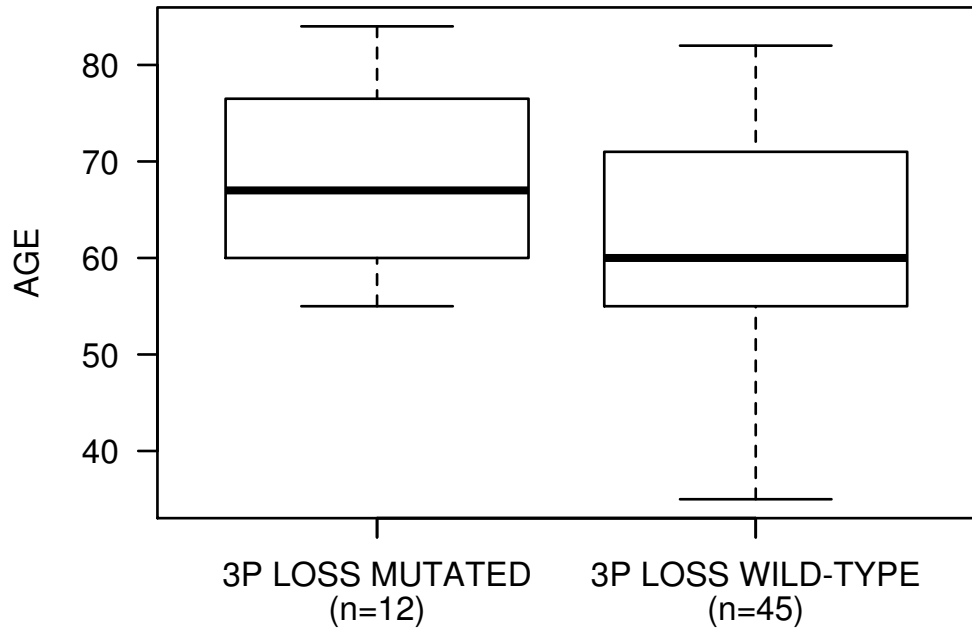 AGE
80
70
60
50
40
3P LOSS MUTATED
(n=12)
3P LOSS WILD-TYPE
(n=45)